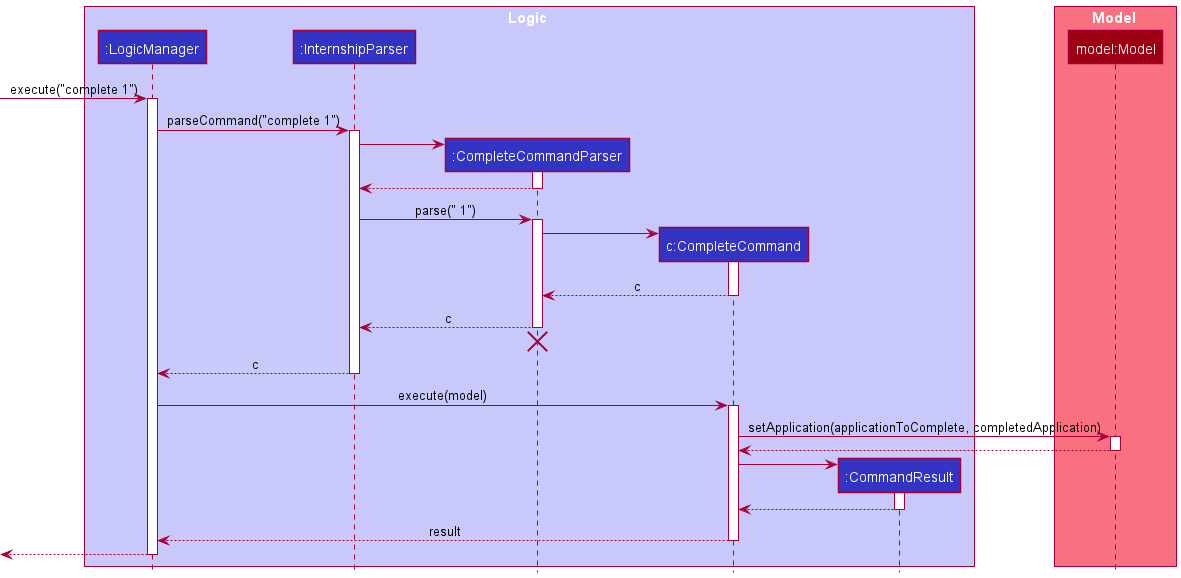 Logic
Model
:LogicManager
:InternshipParser
model:Model
execute("complete 1")
parseCommand("complete 1")
:CompleteCommandParser
parse(" 1")
c:CompleteCommand
c
c
c
execute(model)
setApplication(applicationToComplete, completedApplication)
:CommandResult
result